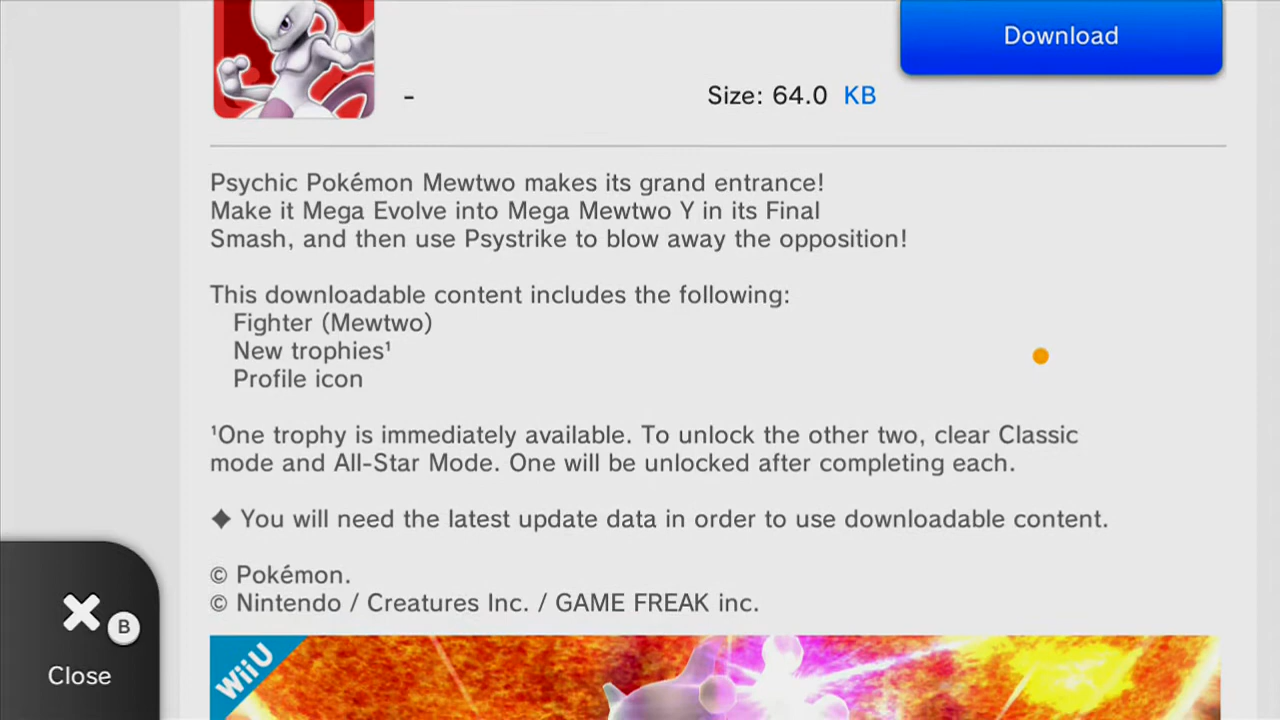 Download
-
Size: 64.0 KB
Psychic Pokémon Mewtwo makes its grand entrance!
Make it Mega Evolve into Mega Mewtwo Y in its Final
Smash, and then use Psystrike to blow away the opposition!
This downloadable content includes the following:
Fighter (Mewtwo)
New trophies¹
Profile icon
¹One trophy is immediately available. To unlock the other two, clear Classic
mode and All-Star Mode. One will be unlocked after completing each.
◆ You will need the latest update data in order to use downloadable content.
© Pokémon.
© Nintendo / Creatures Inc. / GAME FREAK inc.
B
Close
WiiU